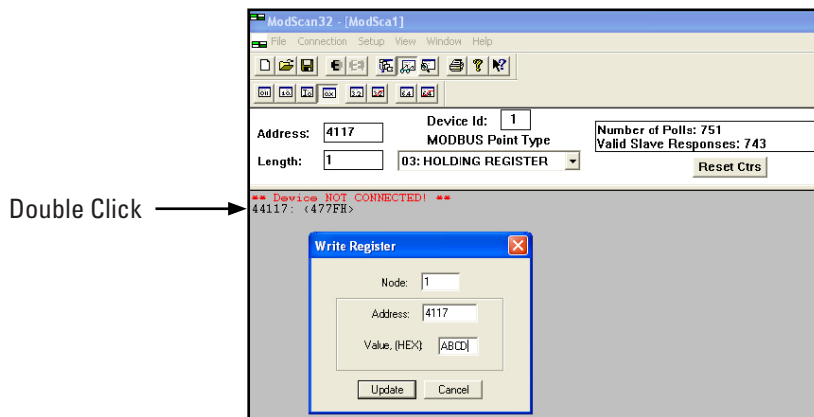 ModScan32 - [ModSca1]
File Connection Setup View Window Help
Address: 4117
Device Id: 1
MODBUS Point Type
Length: 1
03: HOLDING REGISTER
Number of Polls: 751
Valid Slave Responses: 743
Reset Ctrs
Double Click
** Device NOT CONNECTED! **
44117: <477FH>
Write Register
Node: 1
Address: 4117
Value, (HEX): ABCD
Update Cancel